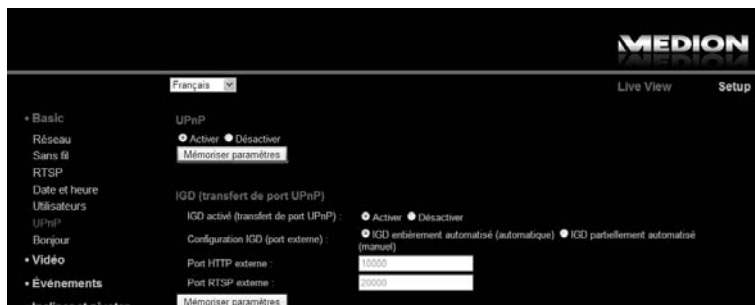 MEDION
Français
Live View Setup
• Basic
Réseau
Sans fil
RTSP
Date et heure
Utilisateurs
UPnP
Bonjour
• Vidéo
• Événements
• Incliner et pivoter
UPnP
Activer Désactiver
Mémoriser paramètres
IGD (transfert de port UPnP)
IGD activé (transfert de port UPnP) : Activer Désactiver
Configuration IGD (port externe) : IGD entièrement automatisé (automatique) IGD partiellement automatisé
(manuel)
Port HTTP externe : 10000
Port RTSP externe : 20000
Mémoriser paramètres